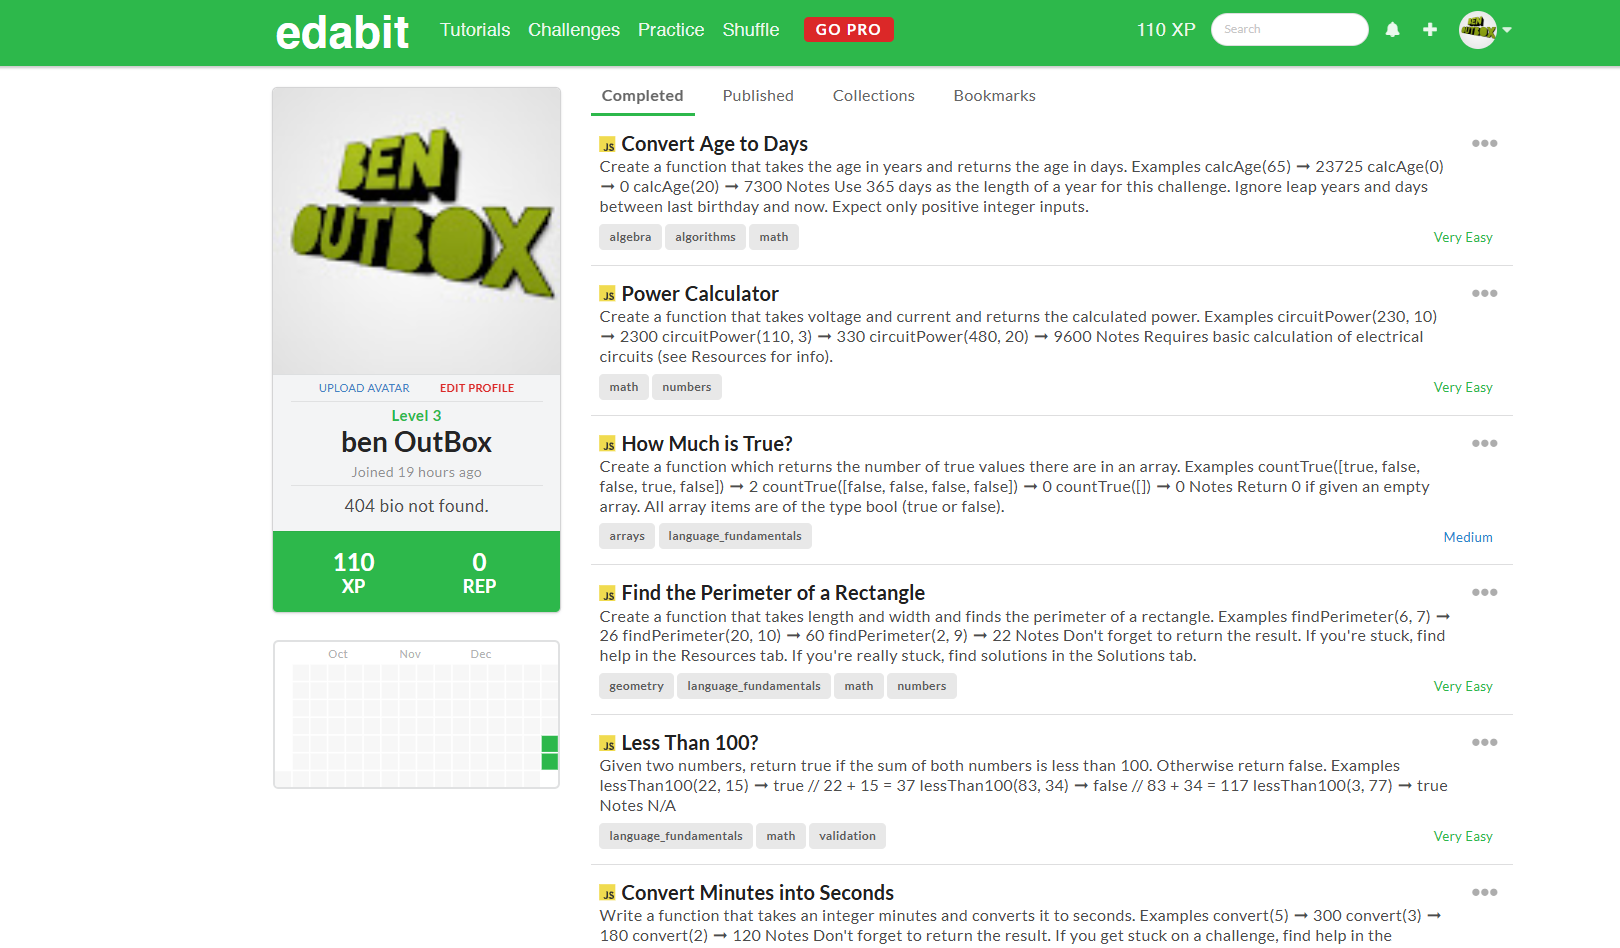 edabit Tutorials Challenges Practice Shuffle GO PRO 110 XP Search
BEN
OUTBOX
UPLOAD AVATAR EDIT PROFILE
Level 3
ben OutBox
Joined 19 hours ago
404 bio not found.
110 0
XP REP
Oct Nov Dec
Completed Published Collections Bookmarks
JS Convert Age to Days
Create a function that takes the age in years and returns the age in days. Examples calcAge(65) ➞ 23725 calcAge(0)
➞ 0 calcAge(20) ➞ 7300 Notes Use 365 days as the length of a year for this challenge. Ignore leap years and days
between last birthday and now. Expect only positive integer inputs.
algebra algorithms math Very Easy
JS Power Calculator
Create a function that takes voltage and current and returns the calculated power. Examples circuitPower(230, 10)
➞ 2300 circuitPower(110, 3) ➞ 330 circuitPower(480, 20) ➞ 9600 Notes Requires basic calculation of electrical
circuits (see Resources for info).
math numbers Very Easy
JS How Much is True?
Create a function which returns the number of true values there are in an array. Examples countTrue([true, false,
false, true, false]) ➞ 2 countTrue([false, false, false, false]) ➞ 0 countTrue([]) ➞ 0 Notes Return 0 if given an empty
array. All array items are of the type bool (true or false).
arrays language_fundamentals Medium
JS Find the Perimeter of a Rectangle
Create a function that takes length and width and finds the perimeter of a rectangle. Examples findPerimeter(6, 7) ➞
26 findPerimeter(20, 10) ➞ 60 findPerimeter(2, 9) ➞ 22 Notes Don't forget to return the result. If you're stuck, find
help in the Resources tab. If you're really stuck, find solutions in the Solutions tab.
geometry language_fundamentals math numbers Very Easy
JS Less Than 100?
Given two numbers, return true if the sum of both numbers is less than 100. Otherwise return false. Examples
lessThan100(22, 15) ➞ true // 22 + 15 = 37 lessThan100(83, 34) ➞ false // 83 + 34 = 117 lessThan100(3, 77) ➞ true
Notes N/A
language_fundamentals math validation Very Easy
JS Convert Minutes into Seconds
Write a function that takes an integer minutes and converts it to seconds. Examples convert(5) ➞ 300 convert(3) ➞
180 convert(2) ➞ 120 Notes Don't forget to return the result. If you get stuck on a challenge, find help in the